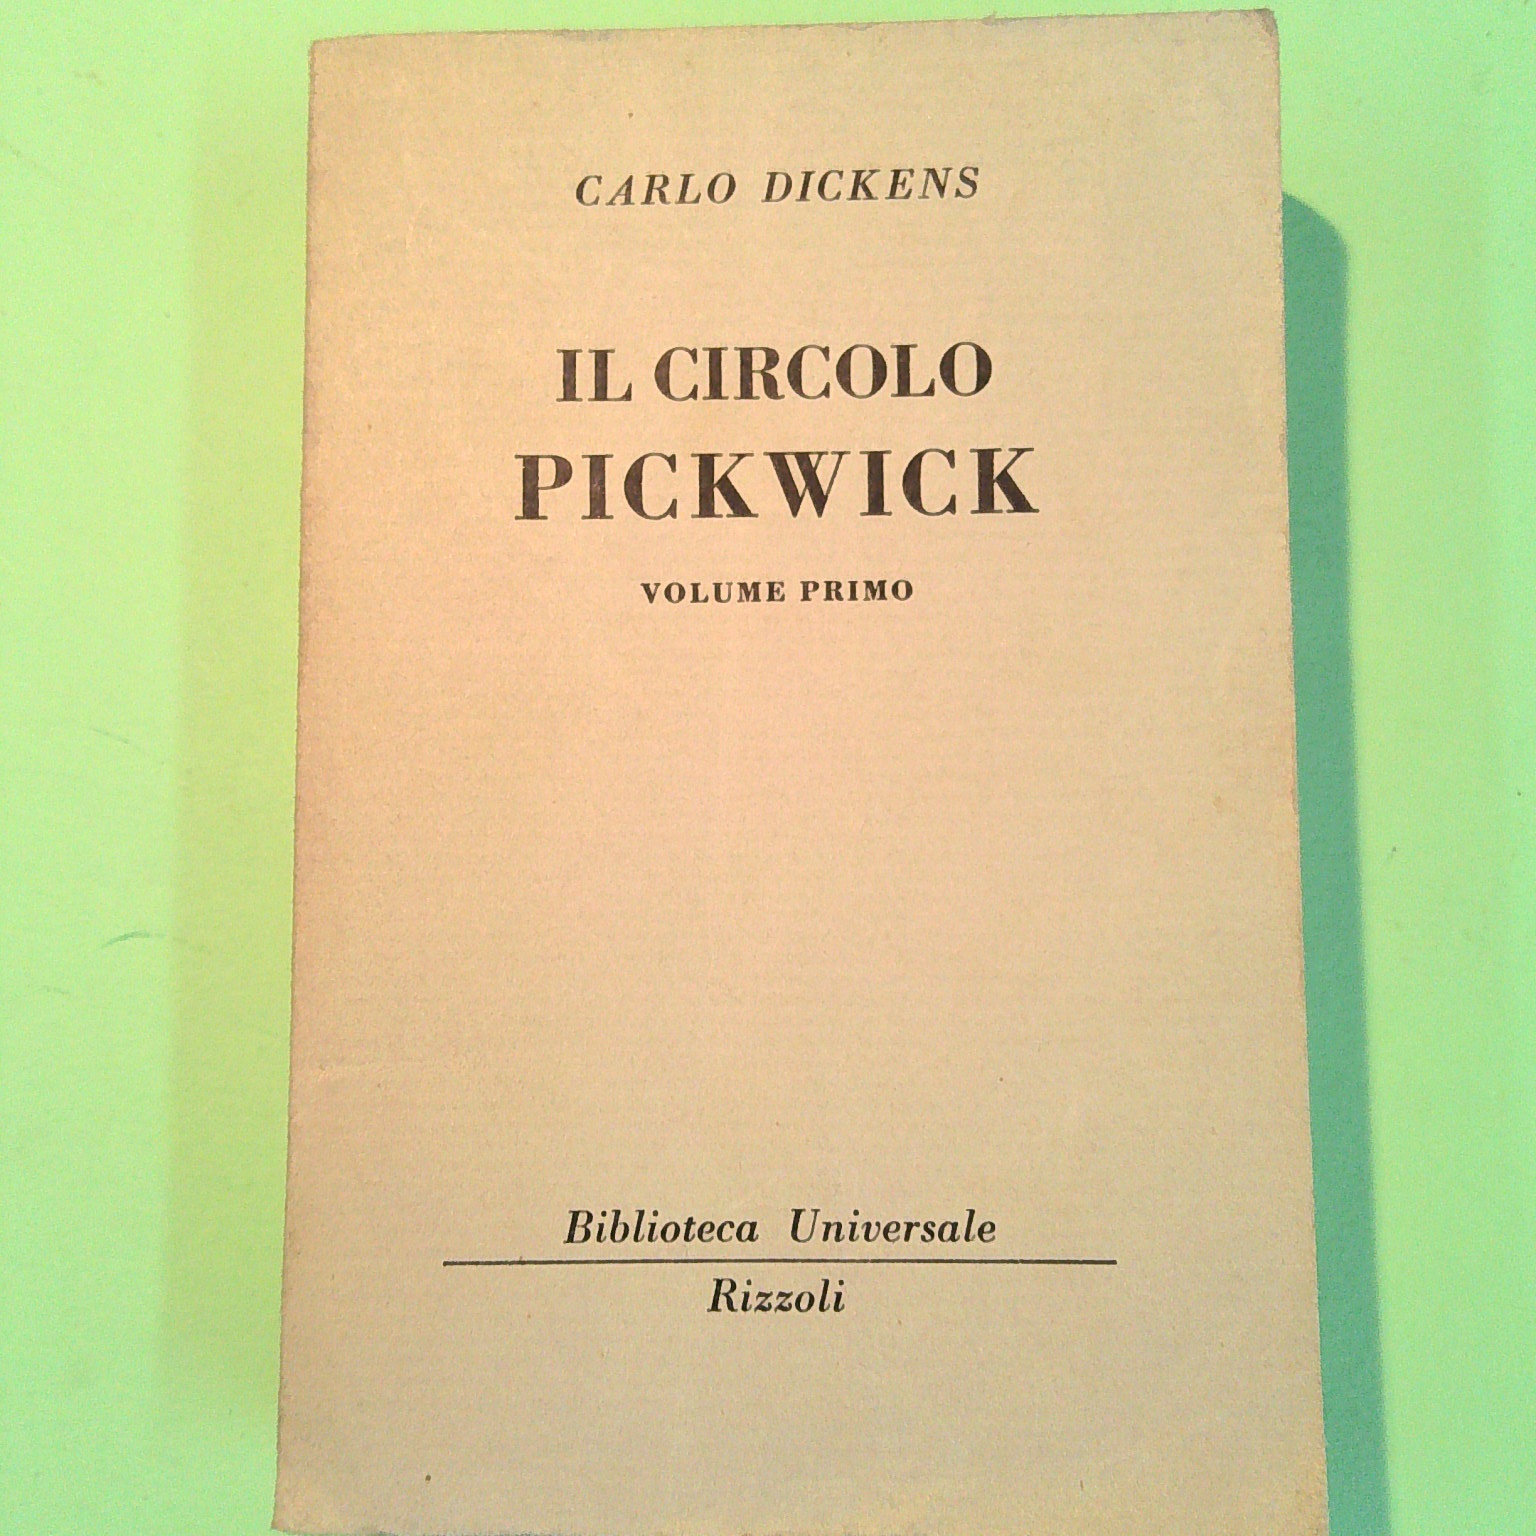 CARLO DICKENS
IL CIRCOLO
PICKWICK
VOLUME PRIMO
Biblioteca Universale
Rizzoli